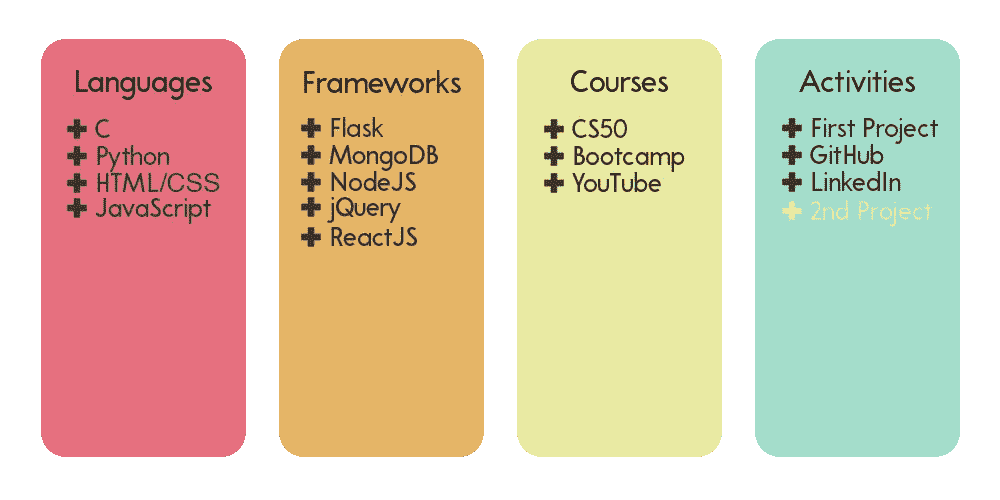 Languages
✚ C
✚ Python
✚ HTML/CSS
✚ JavaScript
Frameworks
✚ Flask
✚ MongoDB
✚ NodeJS
✚ jQuery
✚ ReactJS
Courses
✚ CS50
✚ Bootcamp
✚ YouTube
Activities
✚ First Project
✚ GitHub
✚ LinkedIn
✚ 2nd Project